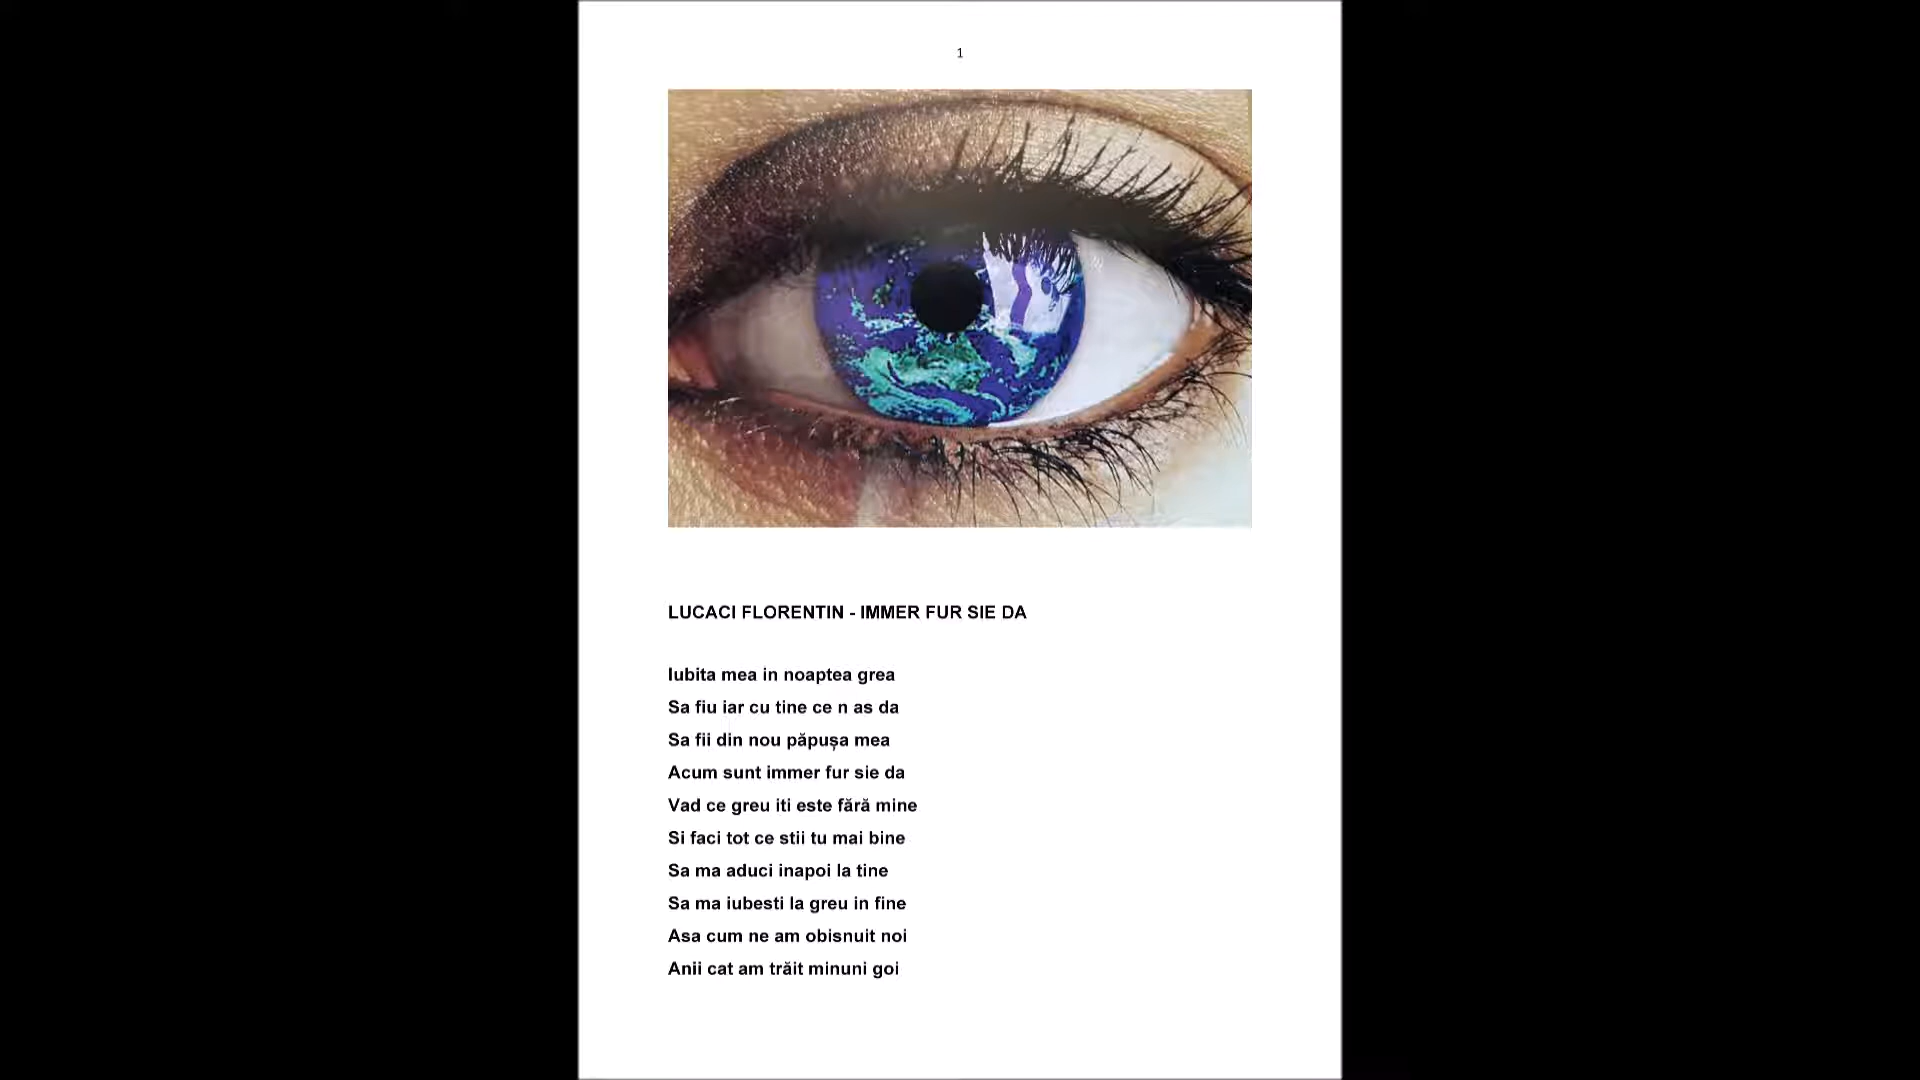 1
LUCACI FLORENTIN - IMMER FUR SIE DA
Iubita mea in noaptea grea
Sa fiu iar cu tine ce n as da
Sa fii din nou păpușa mea
Acum sunt immer fur sie da
Vad ce greu iti este fără mine
Si faci tot ce stii tu mai bine
Sa ma aduci inapoi la tine
Sa ma iubesti la greu in fine
Asa cum ne am obisnuit noi
Anii cat am trăit minuni goi